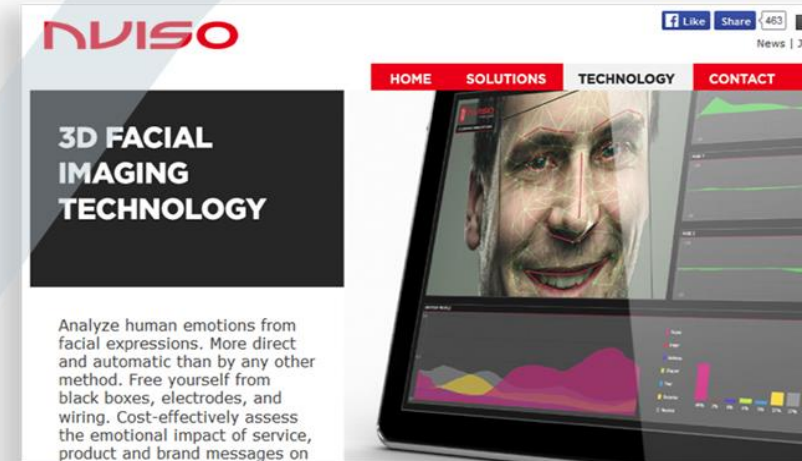 nviso
Like Share 463
News |
HOME SOLUTIONS TECHNOLOGY CONTACT
3D FACIAL
IMAGING
TECHNOLOGY
Analyze human emotions from
facial expressions. More direct
and automatic than by any other
method. Free yourself from
black boxes, electrodes, and
wiring. Cost-effectively assess
the emotional impact of service,
product and brand messages on